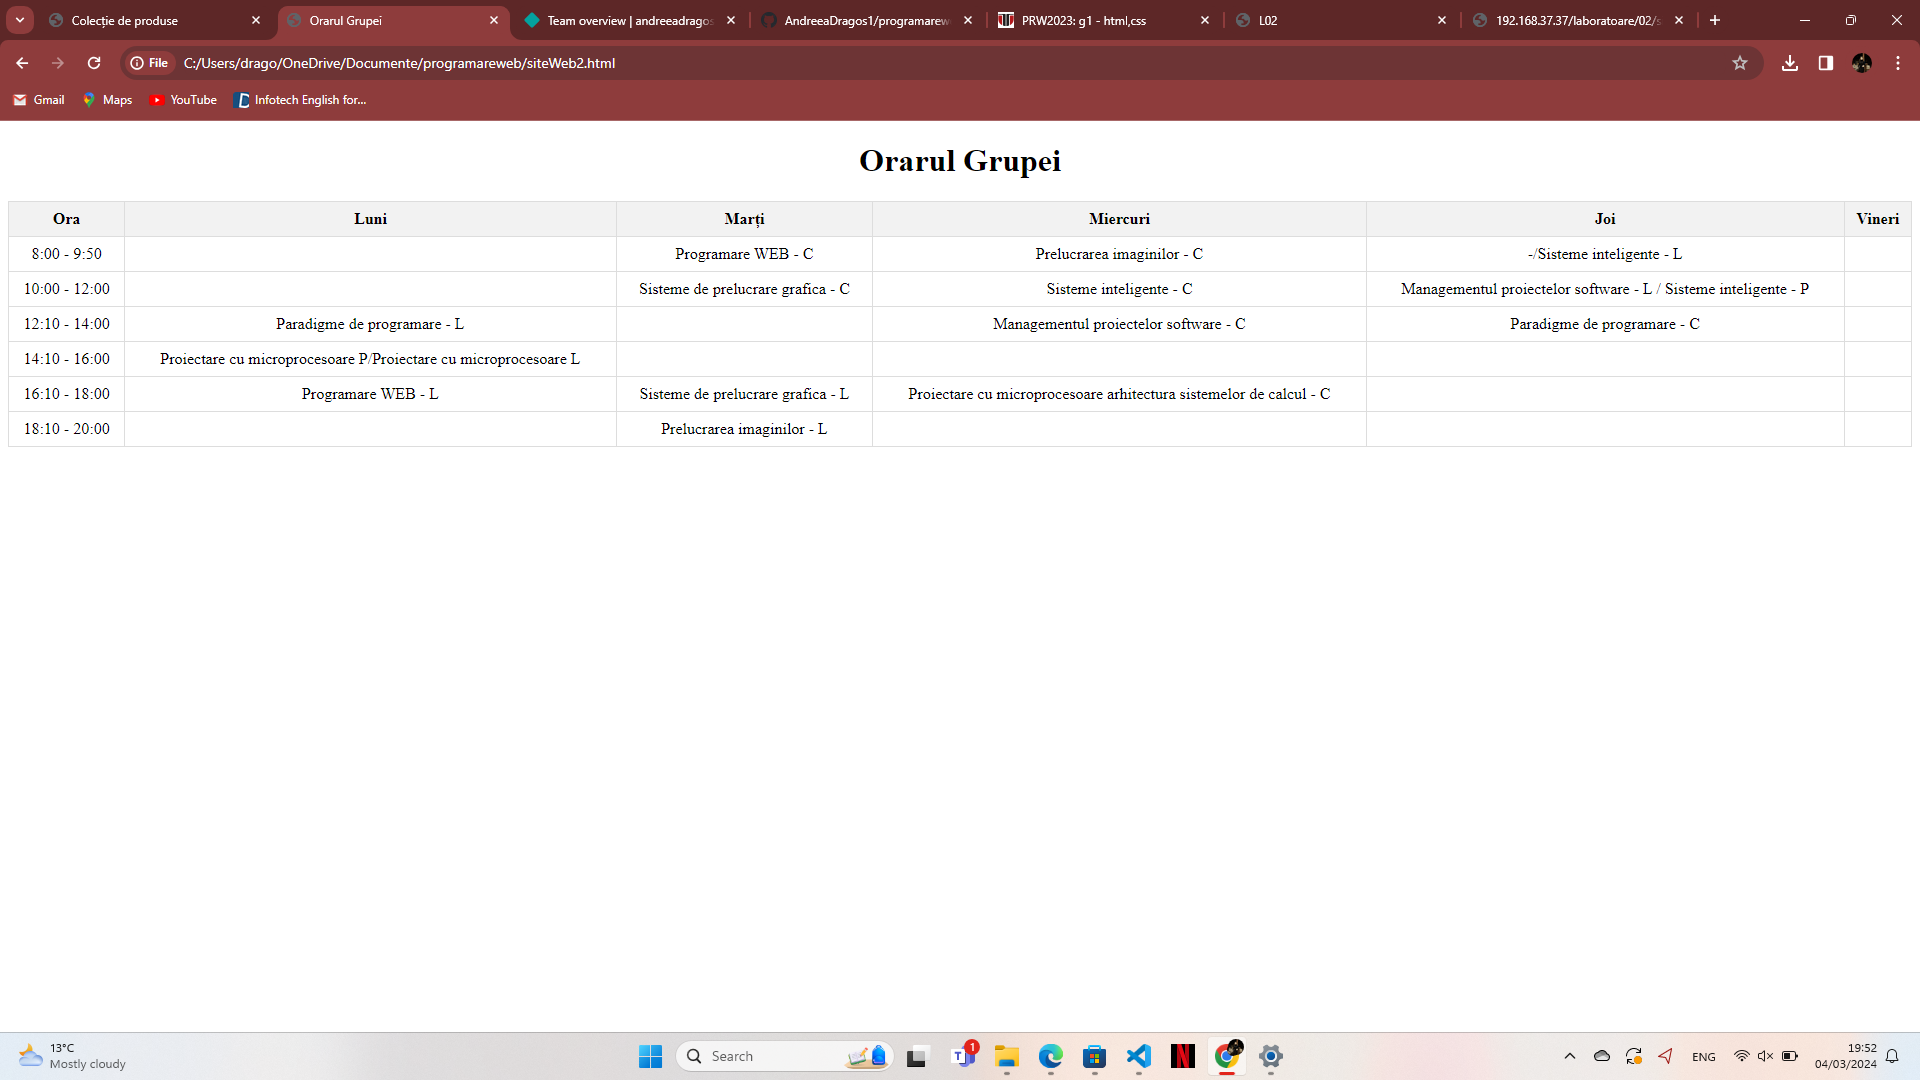 Colecție de produse
Orarul Grupei
Team overview | andreeadragos
AndreeaDragos1/programarew
PRW2023: g1 - html,css
L02
192.168.37.37/laboratoare/02/s
File C:/Users/drago/OneDrive/Documente/programareweb/siteWeb2.html
Gmail Maps YouTube Infotech English for...
Orarul Grupei
Ora Luni Marți Miercuri Joi Vineri
8:00 - 9:50 Programare WEB - C Prelucrarea imaginilor - C -/Sisteme inteligente - L
10:00 - 12:00 Sisteme de prelucrare grafica - C Sisteme inteligente - C Managementul proiectelor software - L / Sisteme inteligente - P
12:10 - 14:00 Paradigme de programare - L Managementul proiectelor software - C Paradigme de programare - C
14:10 - 16:00 Proiectare cu microprocesoare P/Proiectare cu microprocesoare L
16:10 - 18:00 Programare WEB - L Sisteme de prelucrare grafica - L Proiectare cu microprocesoare arhitectura sistemelor de calcul - C
18:10 - 20:00 Prelucrarea imaginilor - L
13°C
Mostly cloudy
Search
1
ENG
19:52
04/03/2024